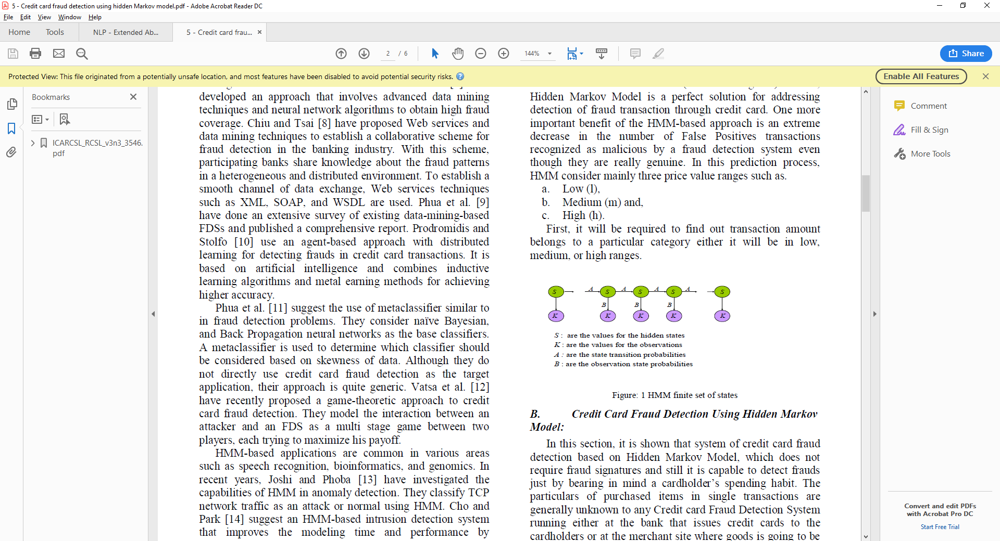 5 - Credit card fraud detection using hidden Markov model.pdf - Adobe Acrobat Reader DC
File Edit View Window Help
Home Tools NLP - Extended Ab... 5 - Credit card frau... ×
2 / 6 144% Share
Protected View: This file originated from a potentially unsafe location, and most features have been disabled to avoid potential security risks. Enable All Features
Bookmarks
ICARCSL_RCSL_v3n3_3546.
pdf
developed an approach that involves advanced data mining
techniques and neural network algorithms to obtain high fraud
coverage. Chiu and Tsai [8] have proposed Web services and
data mining techniques to establish a collaborative scheme for
fraud detection in the banking industry. With this scheme,
participating banks share knowledge about the fraud patterns
in a heterogeneous and distributed environment. To establish a
smooth channel of data exchange, Web services techniques
such as XML, SOAP, and WSDL are used. Phua et al. [9]
have done an extensive survey of existing data-mining-based
FDSs and published a comprehensive report. Prodromidis and
Stolfo [10] use an agent-based approach with distributed
learning for detecting frauds in credit card transactions. It is
based on artificial intelligence and combines inductive
learning algorithms and metal earning methods for achieving
higher accuracy.
Phua et al. [11] suggest the use of metaclassifier similar to
in fraud detection problems. They consider naïve Bayesian,
and Back Propagation neural networks as the base classifiers.
A metaclassifier is used to determine which classifier should
be considered based on skewness of data. Although they do
not directly use credit card fraud detection as the target
application, their approach is quite generic. Vatsa et al. [12]
have recently proposed a game-theoretic approach to credit
card fraud detection. They model the interaction between an
attacker and an FDS as a multi stage game between two
players, each trying to maximize his payoff.
HMM-based applications are common in various areas
such as speech recognition, bioinformatics, and genomics. In
recent years, Joshi and Phoba [13] have investigated the
capabilities of HMM in anomaly detection. They classify TCP
network traffic as an attack or normal using HMM. Cho and
Park [14] suggest an HMM-based intrusion detection system
that improves the modeling time and performance by
Hidden Markov Model is a perfect solution for addressing
detection of fraud transaction through credit card. One more
important benefit of the HMM-based approach is an extreme
decrease in the number of False Positives transactions
recognized as malicious by a fraud detection system even
though they are really genuine. In this prediction process,
HMM consider mainly three price value ranges such as.
a. Low (l),
b. Medium (m) and,
c. High (h).
First, it will be required to find out transaction amount
belongs to a particular category either it will be in low,
medium, or high ranges.
S A S A S A S A S
B B B
K K K K K
S : are the values for the hidden states
K : are the values for the observations
A : are the state transition probabilities
B : are the observation state probabilities
Figure: 1 HMM finite set of states
B. Credit Card Fraud Detection Using Hidden Markov
Model:
In this section, it is shown that system of credit card fraud
detection based on Hidden Markov Model, which does not
require fraud signatures and still it is capable to detect frauds
just by bearing in mind a cardholder's spending habit. The
particulars of purchased items in single transactions are
generally unknown to any Credit card Fraud Detection System
running either at the bank that issues credit cards to the
cardholders or at the merchant site where goods is going to be
Comment
Fill & Sign
More Tools
Convert and edit PDFs
with Acrobat Pro DC
Start Free Trial